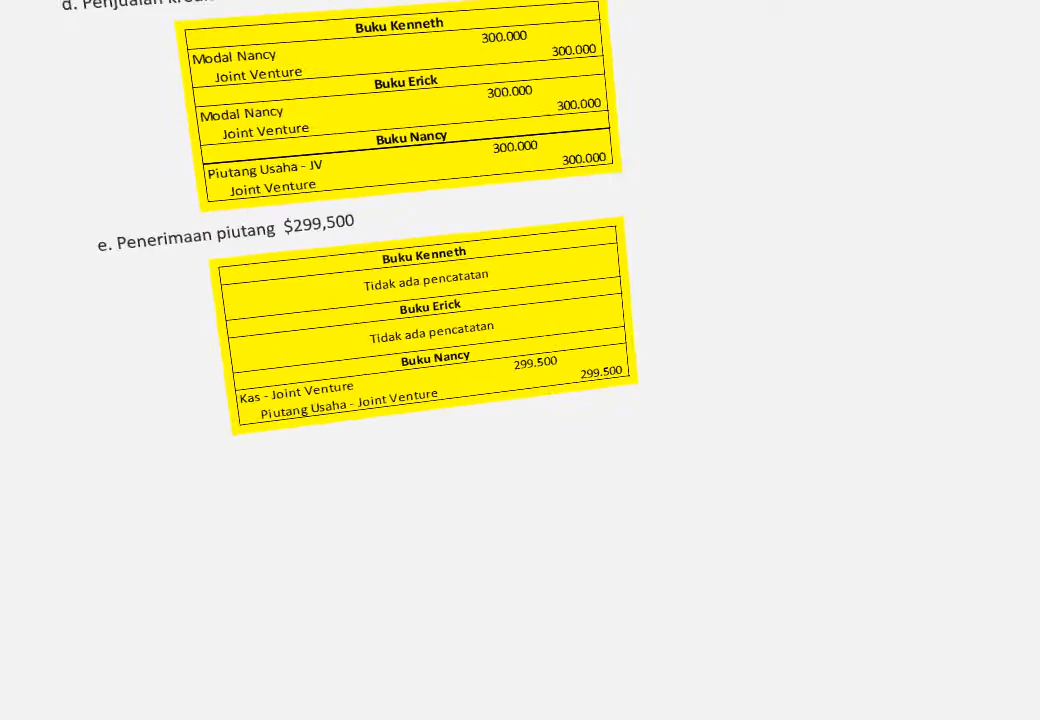 d. Penjualan
Buku Kenneth
Modal Nancy 300.000
Joint Venture 300.000
Buku Erick
Modal Nancy 300.000
Joint Venture 300.000
Buku Nancy
Piutang Usaha - JV 300.000
Joint Venture 300.000
e. Penerimaan piutang $299,500
Buku Kenneth
Tidak ada pencatatan
Buku Erick
Tidak ada pencatatan
Buku Nancy
Kas - Joint Venture 299.500
Piutang Usaha - Joint Venture 299.500